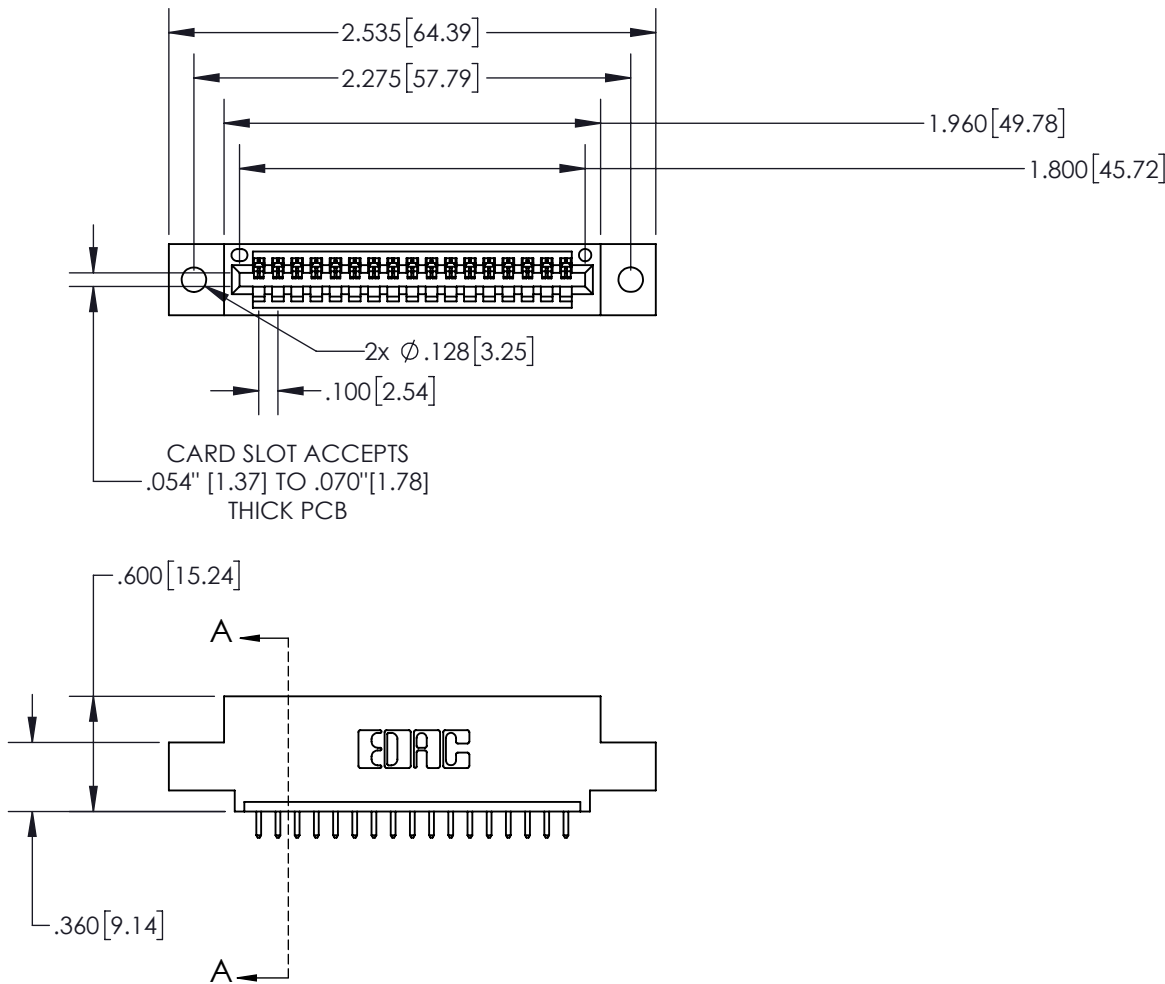 2.535[64.39]
2.275[57.79]
1.960[49.78]
1.800[45.72]
2x ∅.128[3.25]
.100[2.54]
CARD SLOT ACCEPTS
.054" [1.37] TO .070"[1.78]
THICK PCB
.600[15.24]
A
EDAC
.360[9.14]
A